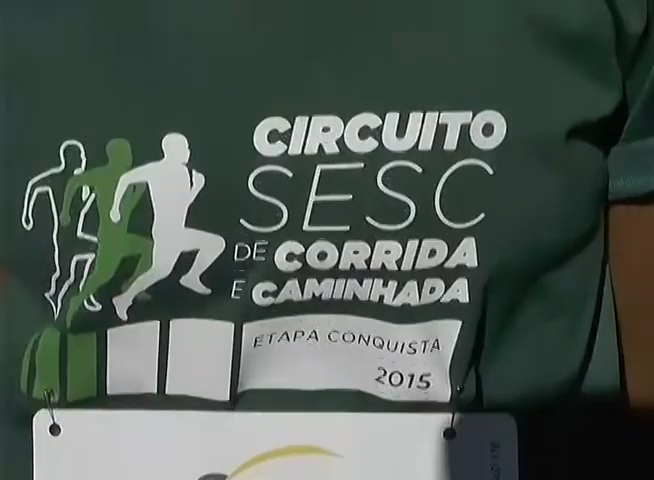 CIRCUITO
SESC
DE CORRIDA
E CAMINHADA
ETAPA CONQUISTA
2015